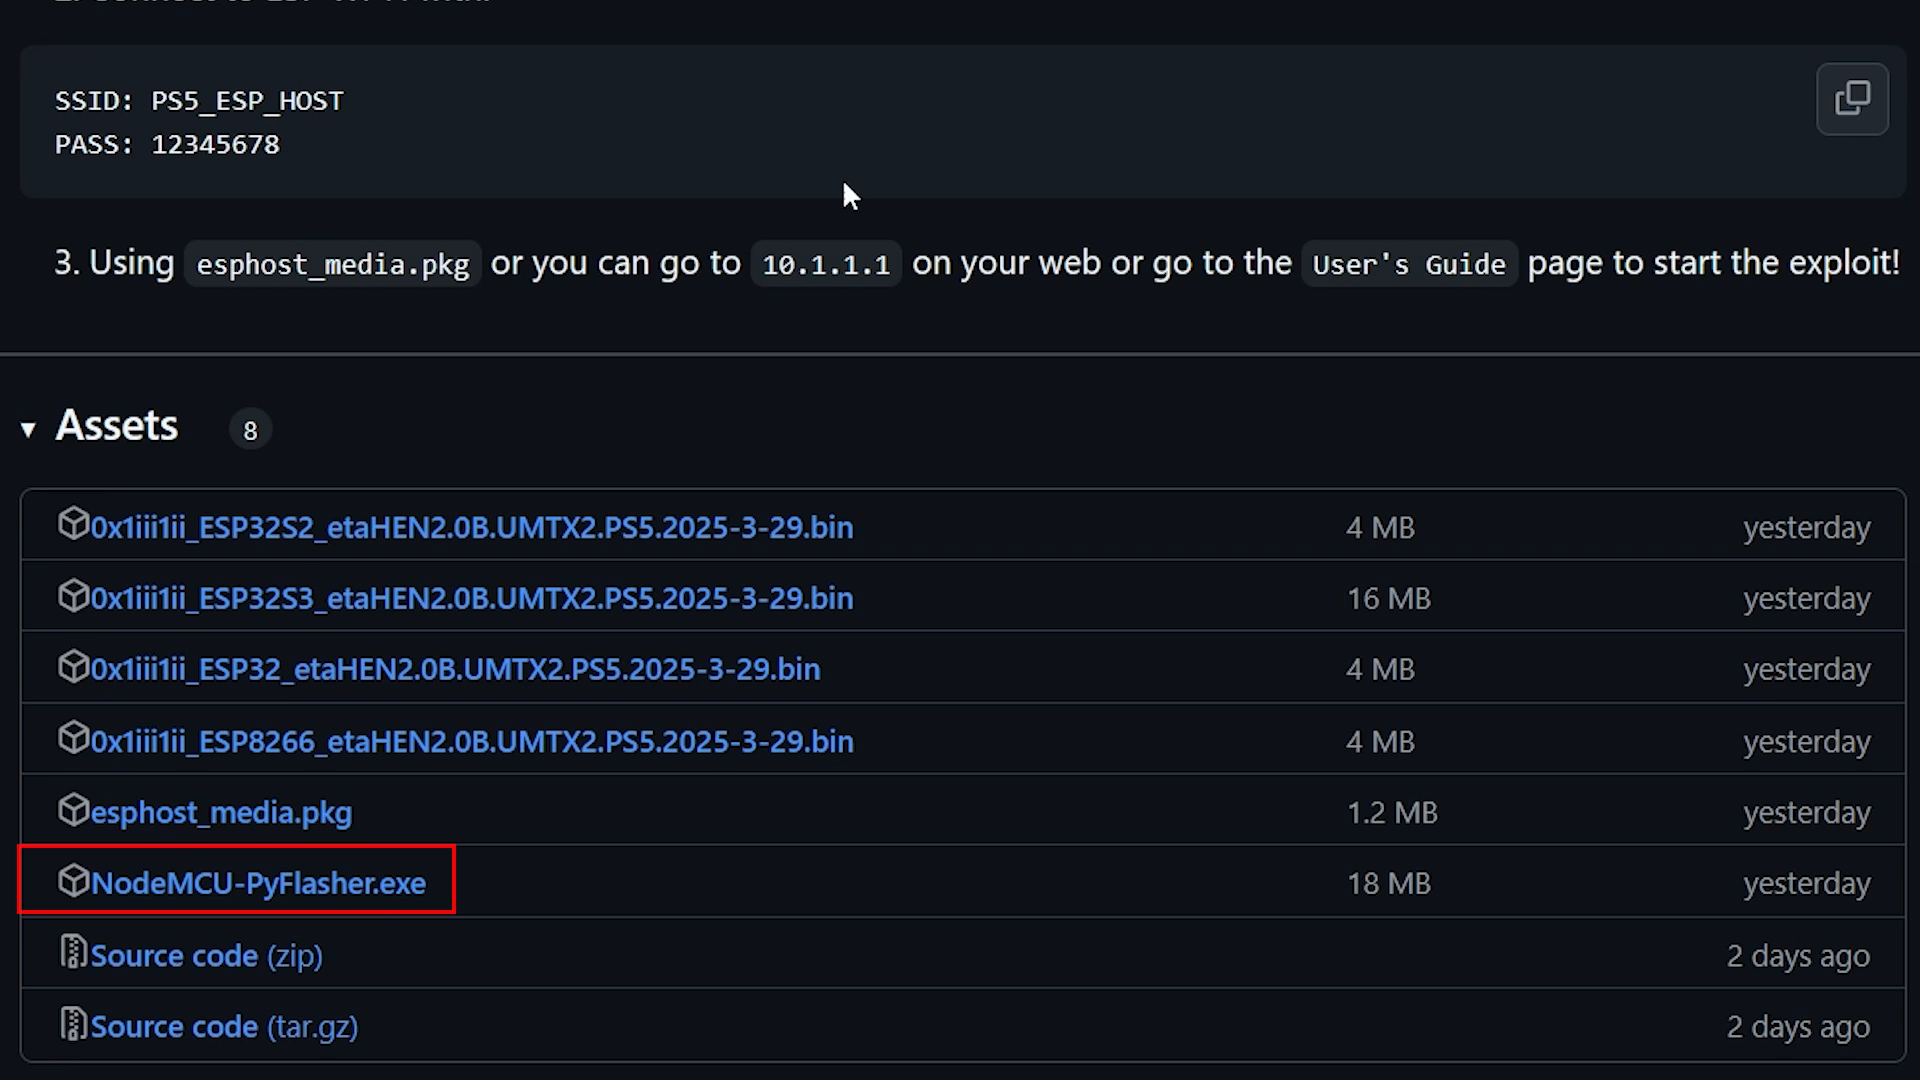 SSID: PS5_ESP_HOST
PASS: 12345678
3. Using esphost_media.pkg or you can go to 10.1.1.1 on your web or go to the User's Guide page to start the exploit!
▾ Assets 8
0x1iii1ii_ESP32S2_etaHEN2.0B.UMTX2.PS5.2025-3-29.bin 4 MB yesterday
0x1iii1ii_ESP32S3_etaHEN2.0B.UMTX2.PS5.2025-3-29.bin 16 MB yesterday
0x1iii1ii_ESP32_etaHEN2.0B.UMTX2.PS5.2025-3-29.bin 4 MB yesterday
0x1iii1ii_ESP8266_etaHEN2.0B.UMTX2.PS5.2025-3-29.bin 4 MB yesterday
esphost_media.pkg 1.2 MB yesterday
NodeMCU-PyFlasher.exe 18 MB yesterday
Source code (zip) 2 days ago
Source code (tar.gz) 2 days ago